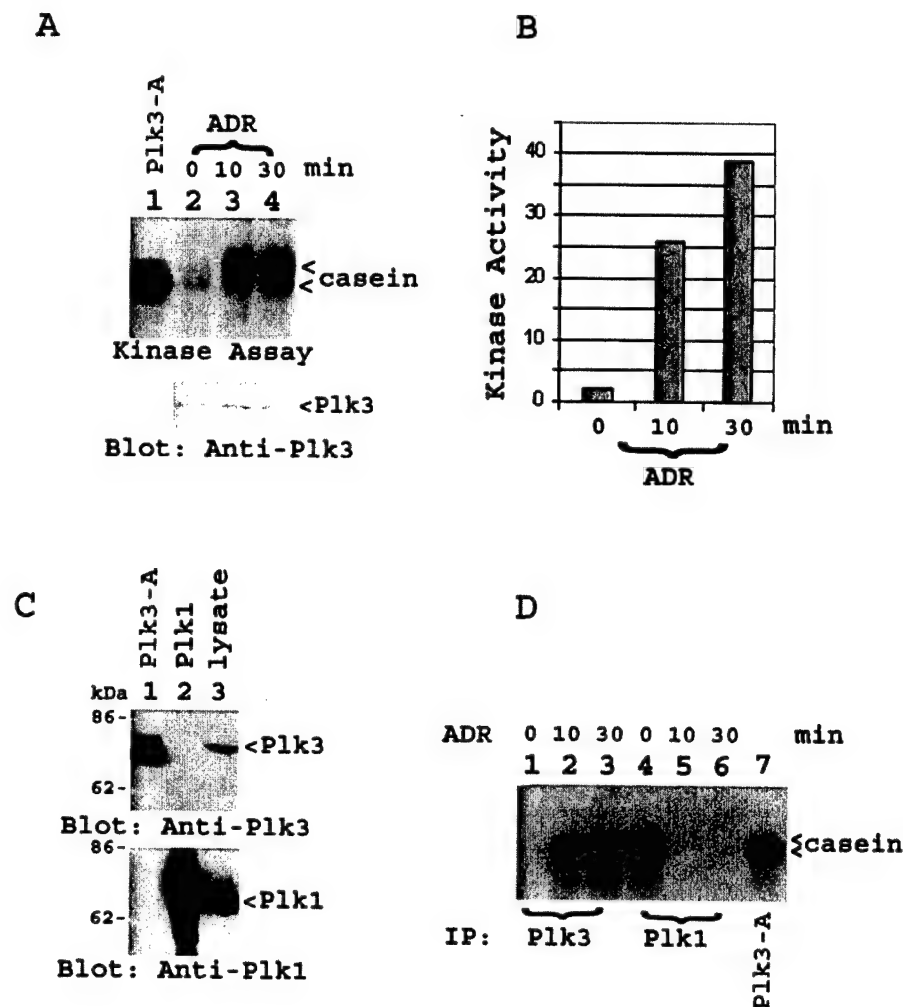 A
Plk3-A
ADR
0 10 30 min
1 2 3 4
<casein
Kinase Assay
<Plk3
Blot: Anti-Plk3
B
Kinase Activity
40
30
20
10
0
0 10 30 min
ADR
C
Plk3-A
Plk1
lysate
kDa 1 2 3
86-
<Plk3
62-
Blot: Anti-Plk3
86-
<Plk1
62-
Blot: Anti-Plk1
D
ADR 0 10 30 0 10 30 min
1 2 3 4 5 6 7
<casein
IP: Plk3 Plk1
Plk3-A